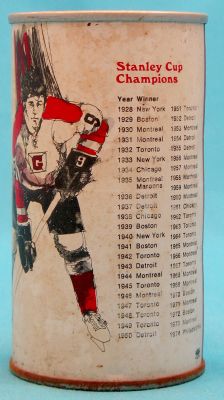 G
9
9
Stanley Cup
Champions
Year Winner
1928 New York 1951 Toronto
1929 Boston 1952 Detroit
1930 Montreal 1953 Montreal
1931 Montreal 1954 Detroit
1932 Toronto 1955 Detroit
1933 New York 1956 Montreal
1934 Chicago 1957 Montreal
1935 Montreal 1958 Montreal
Maroons 1959 Montreal
1936 Detroit 1960 Montreal
1937 Detroit 1961 Chicago
1938 Chicago 1962 Toronto
1939 Boston 1963 Toronto
1940 New York 1964 Toronto
1941 Boston 1965 Montreal
1942 Toronto 1966 Montreal
1943 Detroit 1967 Toronto
1944 Montreal 1968 Montreal
1945 Toronto 1969 Montreal
1946 Montreal 1970 Boston
1947 Toronto 1971 Montreal
1948 Toronto 1972 Boston
1949 Toronto 1973 Montreal
1950 Detroit 1974 Philadelp